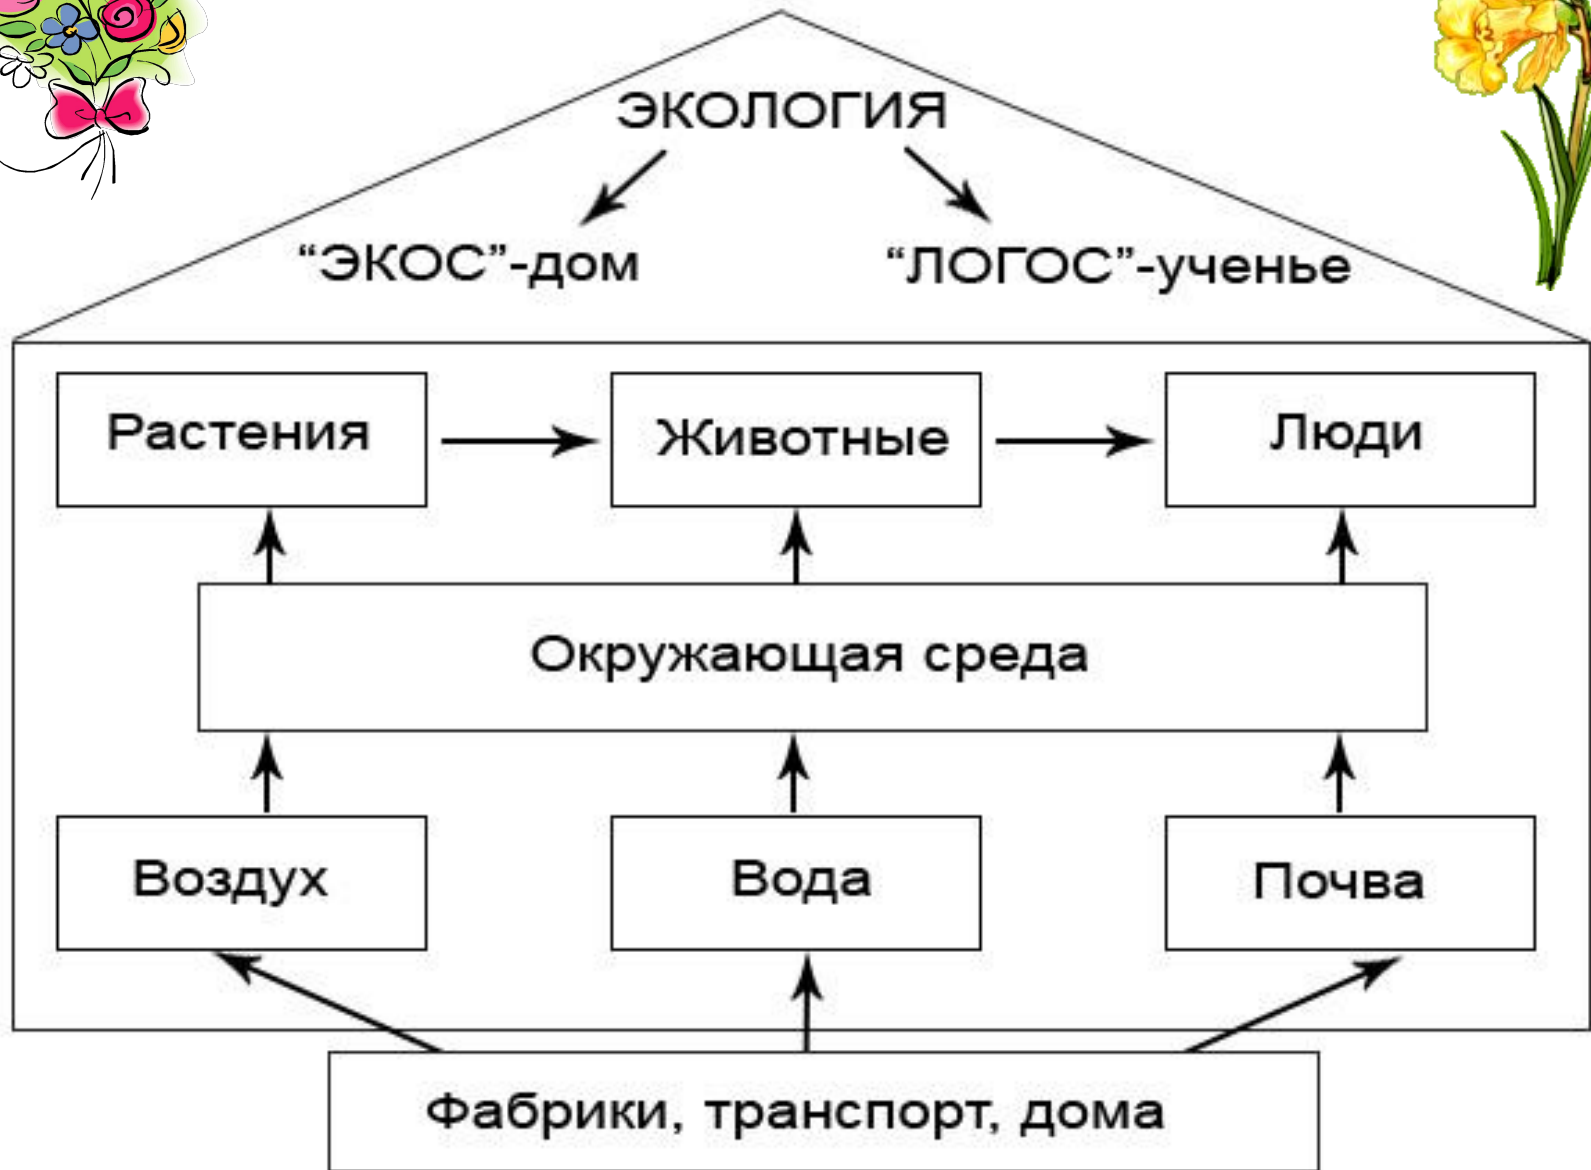 ЭКОЛОГИЯ
“ЭКОС”-дом “ЛОГОС”-ученье
Растения Животные Люди
Окружающая среда
Воздух Вода Почва
Фабрики, транспорт, дома